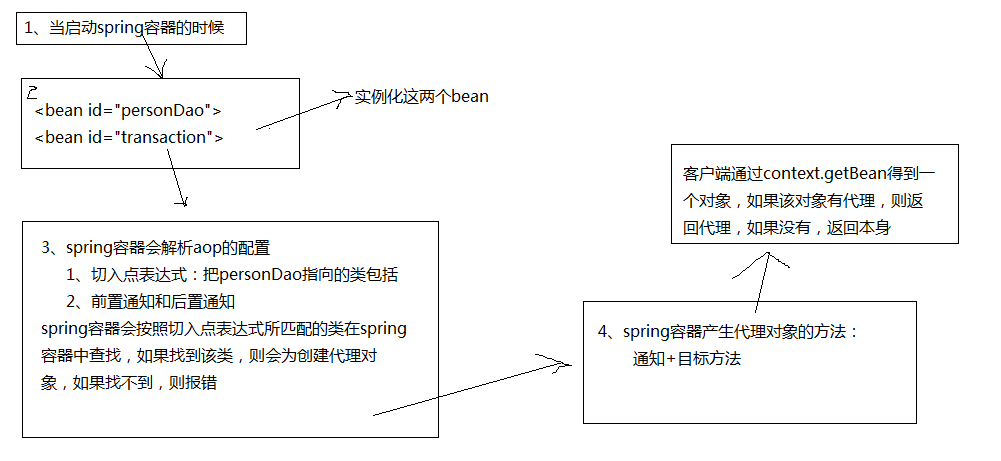 1、当启动spring容器的时候
2
<bean id="personDao">
<bean id="transaction">
实例化这两个bean
3、spring容器会解析aop的配置
1、切入点表达式：把personDao指向的类包括
2、前置通知和后置通知
spring容器会按照切入点表达式所匹配的类在spring
容器中查找，如果找到该类，则会为创建代理对
象，如果找不到，则报错
4、spring容器产生代理对象的方法：
通知+目标方法
客户端通过context.getBean得到一
个对象，如果该对象有代理，则返
回代理，如果没有，返回本身